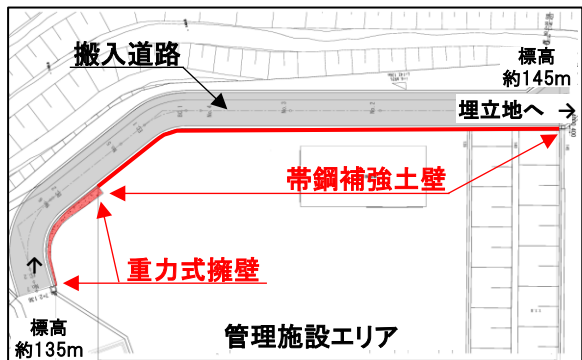 搬入道路
標高
約145m
埋立地へ
帯鋼補強土壁
重力式擁壁
標高
約135m
管理施設エリア